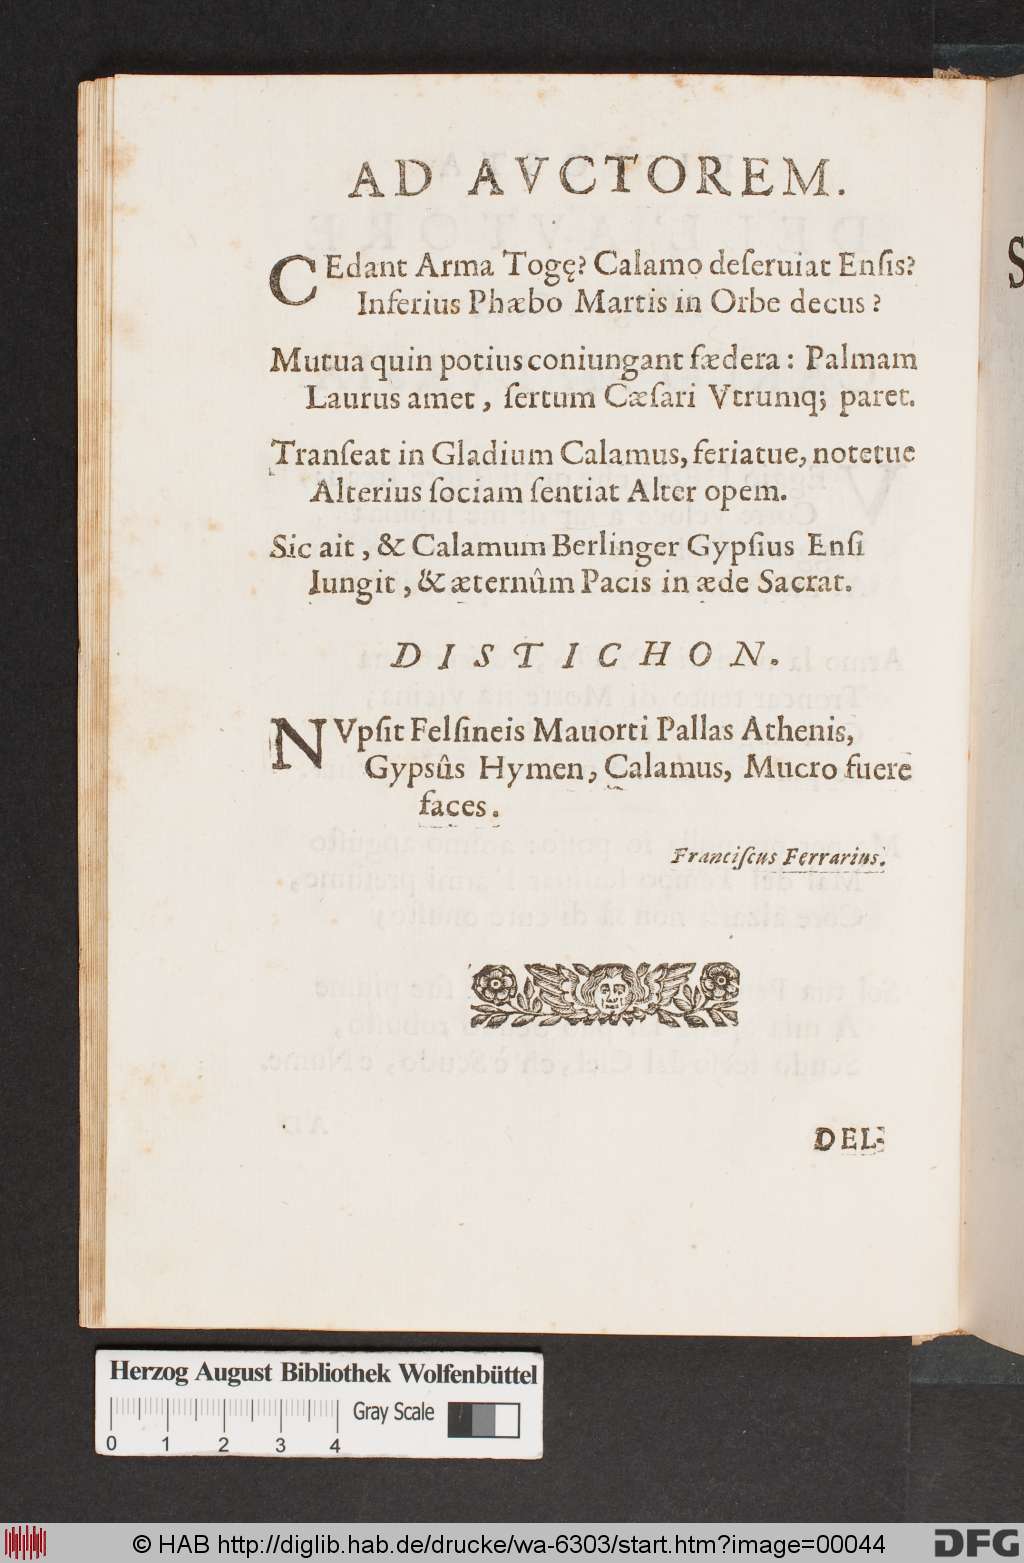 AD AVCTOREM.
CEdant Arma Togę? Calamo deſeruiat Enſis?
Inferius Phæbo Martis in Orbe decus?
Mutua quin potius coniungant fædera: Palmam
Laurus amet, ſertum Cæſari Vtrumq; paret.
Tranſeat in Gladium Calamus, feriatue, notetue
Alterius ſociam ſentiat Alter opem.
Sic ait, & Calamum Berlinger Gypſius Enſi
Iungit, & æternûm Pacis in æde Sacrat.
DISTICHON.
NVpſit Felſineis Mauorti Pallas Athenis,
Gypsûs Hymen, Calamus, Mucro fuere
faces.
Franciſcus Ferrarius.
DEL-
S
Herzog August Bibliothek Wolfenbüttel
Gray Scale
0 1 2 3 4
© HAB http://diglib.hab.de/drucke/wa-6303/start.htm?image=00044
DFG